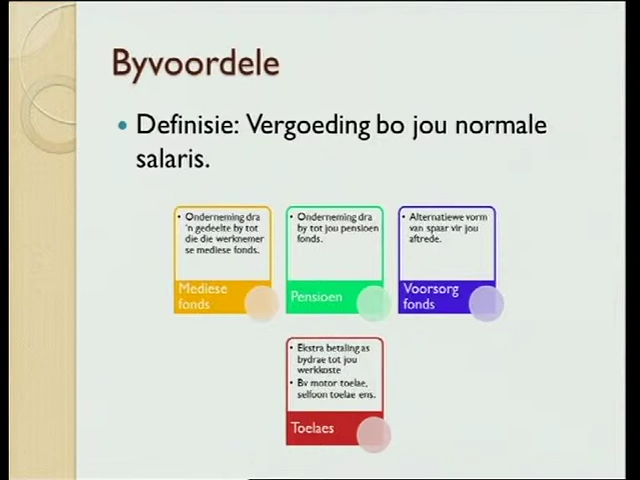 Byvoordele
• Definisie: Vergoeding bo jou normale
salaris.
• Onderneming dra
'n gedeelte by tot
die die werknemer
se mediese fonds.
Mediese
fonds
• Onderneming dra
by tot jou pensioen
fonds.
Pensioen
• Alternatiewe vorm
van spaar vir jou
aftrede.
Voorsorg
fonds
• Ekstra betaling as
bydrae tot jou
werkkoste
• Bv motor toelae,
selfoon toelae ens.
Toelaes